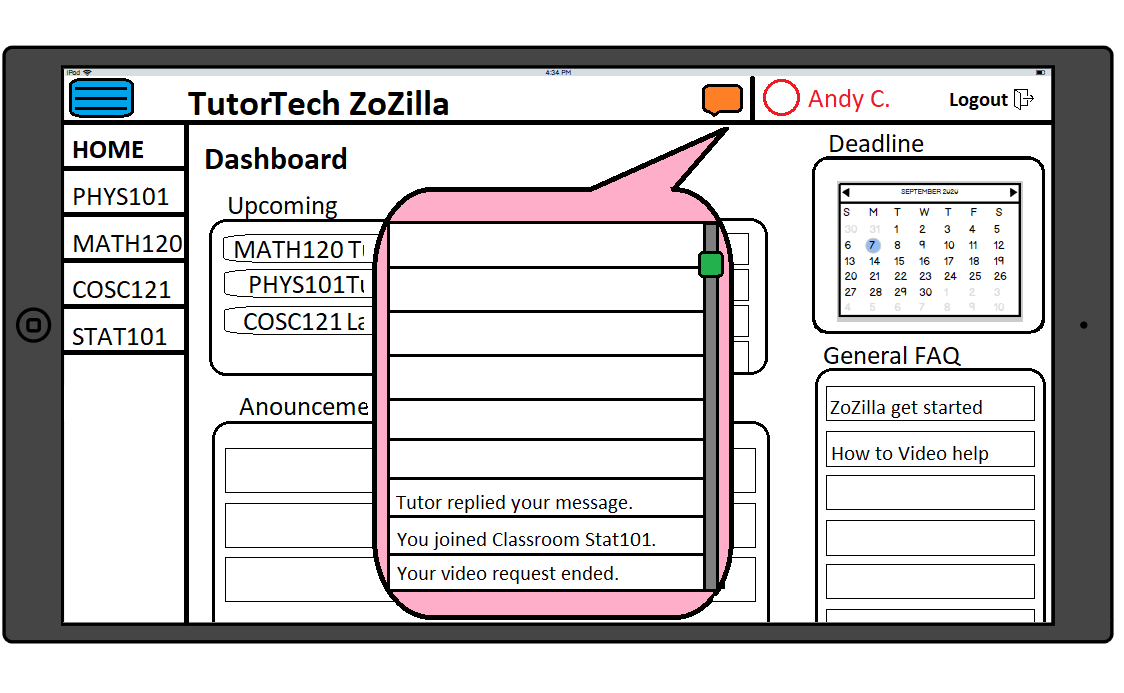 iPod 4:34 PM
TutorTech ZoZilla
Andy C.
Logout
HOME
PHYS101
MATH120
COSC121
STAT101
Dashboard
Upcoming
MATH120 Tu
PHYS101Tu
COSC121 La
Anounceme
Tutor replied your message.
You joined Classroom Stat101.
Your video request ended.
Deadline
SEPTEMBER 2020
S M T W T F S
30 31 1 2 3 4 5
6 7 8 9 10 11 12
13 14 15 16 17 18 19
20 21 22 23 24 25 26
27 28 29 30 1 2 3
4 5 6 7 8 9 10
General FAQ
ZoZilla get started
How to Video help